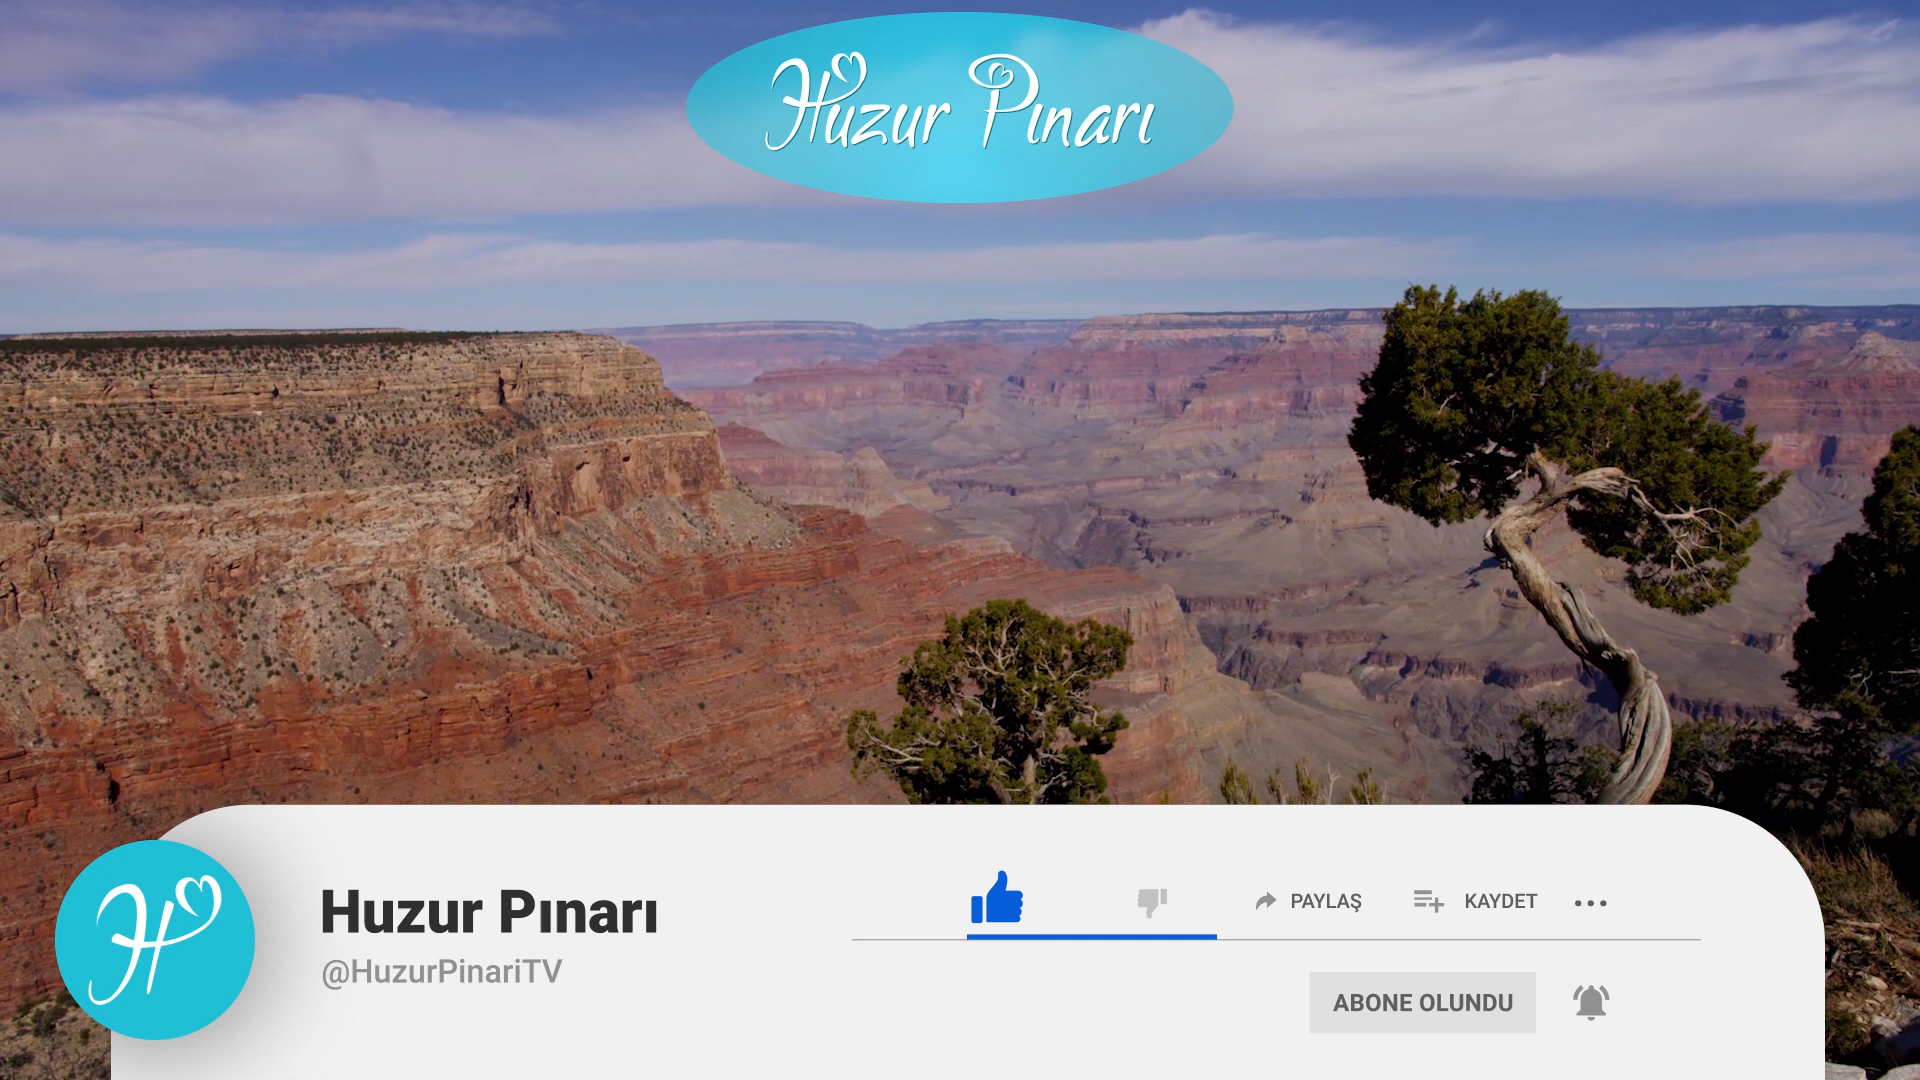 Huzur Pınarı
Huzur Pınarı
@HuzurPinariTV
PAYLAŞ
KAYDET
ABONE OLUNDU
H